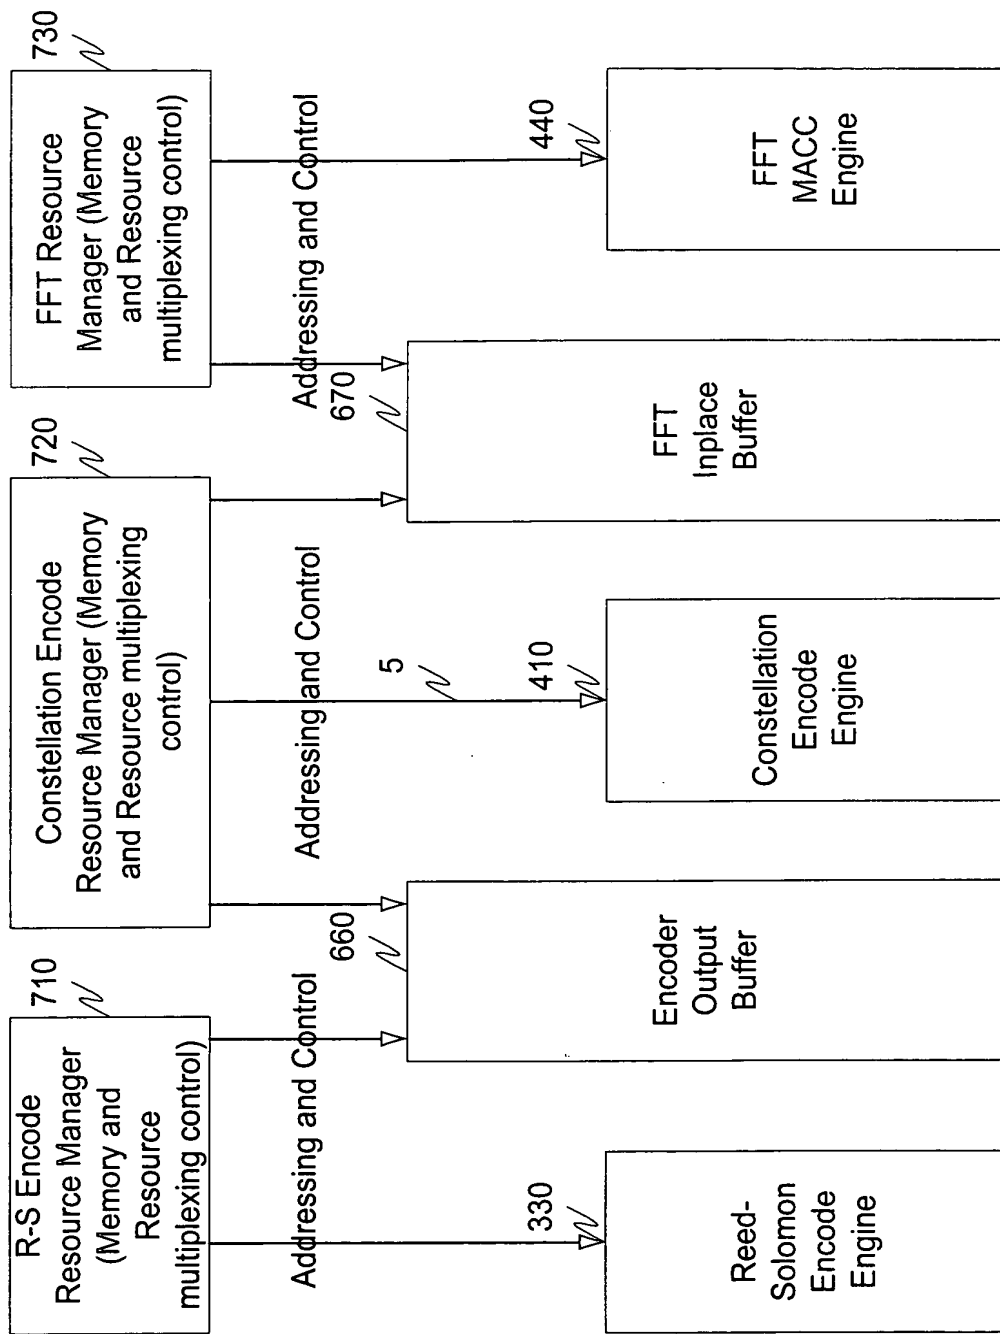 710
R-S Encode
Resource Manager
(Memory and
Resource
multiplexing control)
720
Constellation Encode
Resource Manager (Memory
and Resource multiplexing
control)
730
FFT Resource
Manager (Memory
and Resource
multiplexing control)
Addressing and Control
Addressing and Control
Addressing and Control
660
5
670
330
410
440
Reed-
Solomon
Encode
Engine
Encoder
Output
Buffer
Constellation
Encode
Engine
FFT
Inplace
Buffer
FFT
MACC
Engine